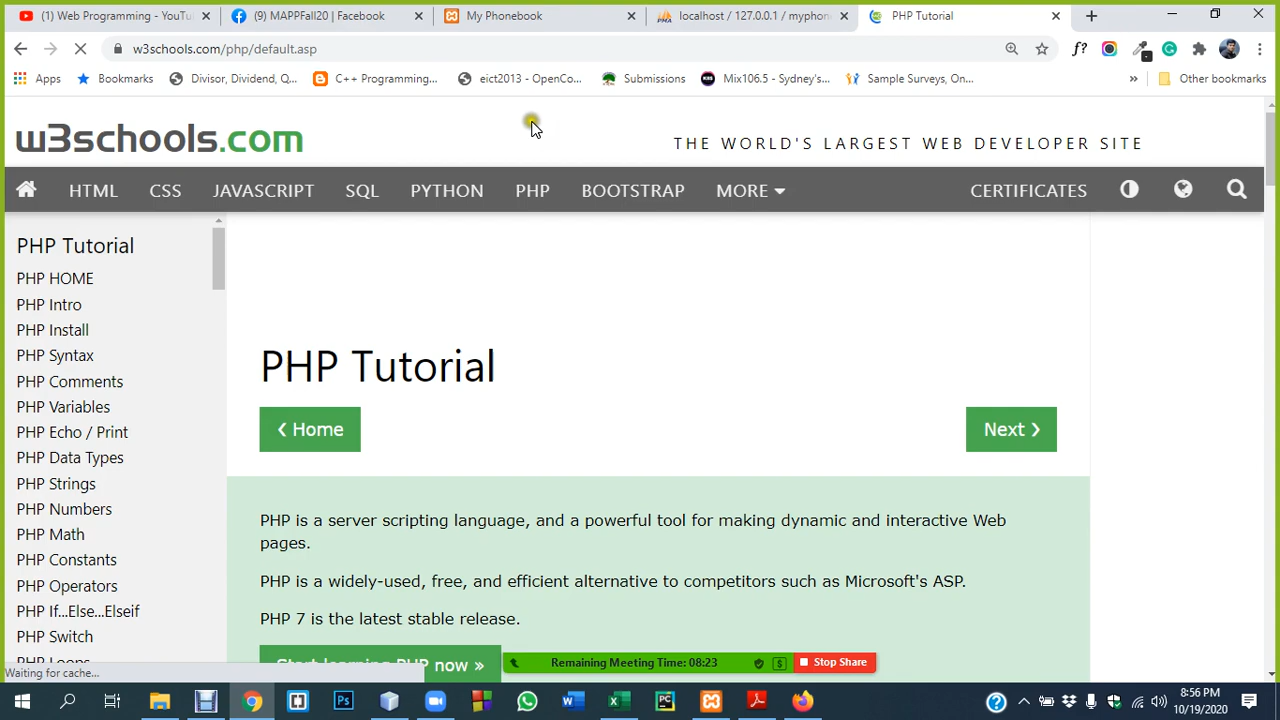 (1) Web Programming - YouTu
(9) MAPPFall20 | Facebook
My Phonebook
localhost / 127.0.0.1 / myphon
PHP Tutorial
w3schools.com/php/default.asp
f?
Apps
Bookmarks
Divisor, Dividend, Q...
C++ Programming...
eict2013 - OpenCo...
Submissions
Mix106.5 - Sydney's...
Sample Surveys, On...
»
Other bookmarks
w3schools.com
THE WORLD'S LARGEST WEB DEVELOPER SITE
HTML CSS JAVASCRIPT SQL PYTHON PHP BOOTSTRAP MORE CERTIFICATES
PHP Tutorial
PHP HOME
PHP Intro
PHP Install
PHP Syntax
PHP Comments
PHP Variables
PHP Echo / Print
PHP Data Types
PHP Strings
PHP Numbers
PHP Math
PHP Constants
PHP Operators
PHP If...Else...Elseif
PHP Switch
PHP Loops
PHP Tutorial
❮ Home
Next ❯
PHP is a server scripting language, and a powerful tool for making dynamic and interactive Web
pages.
PHP is a widely-used, free, and efficient alternative to competitors such as Microsoft's ASP.
PHP 7 is the latest stable release.
Start learning PHP now »
Remaining Meeting Time: 08:23
Stop Share
Waiting for cache...
8:56 PM
10/19/2020